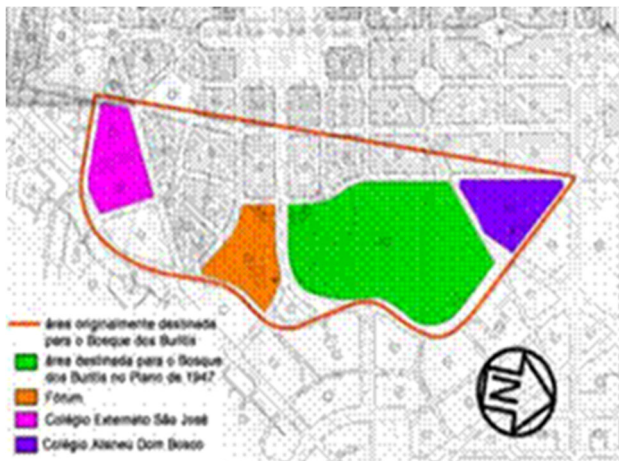 área originalmente destinada
para o Bosque dos Buritis
área destinada para o Bosque
dos Buritis no Plano de 1947
Fórum
Colégio Externato São José
Colégio Ateneu Dom Bosco
N